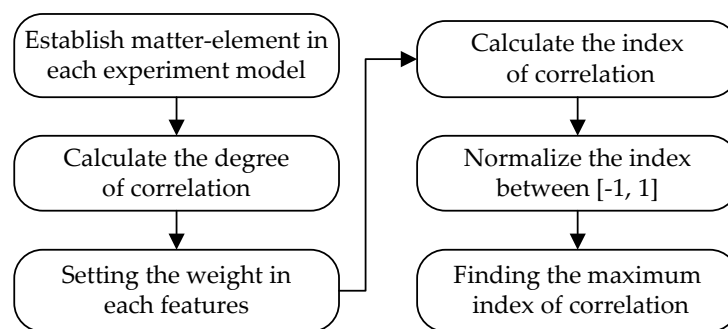 Establish matter-element in
each experiment model
Calculate the degree
of correlation
Setting the weight in
each features
Calculate the index
of correlation
Normalize the index
between [-1, 1]
Finding the maximum
index of correlation